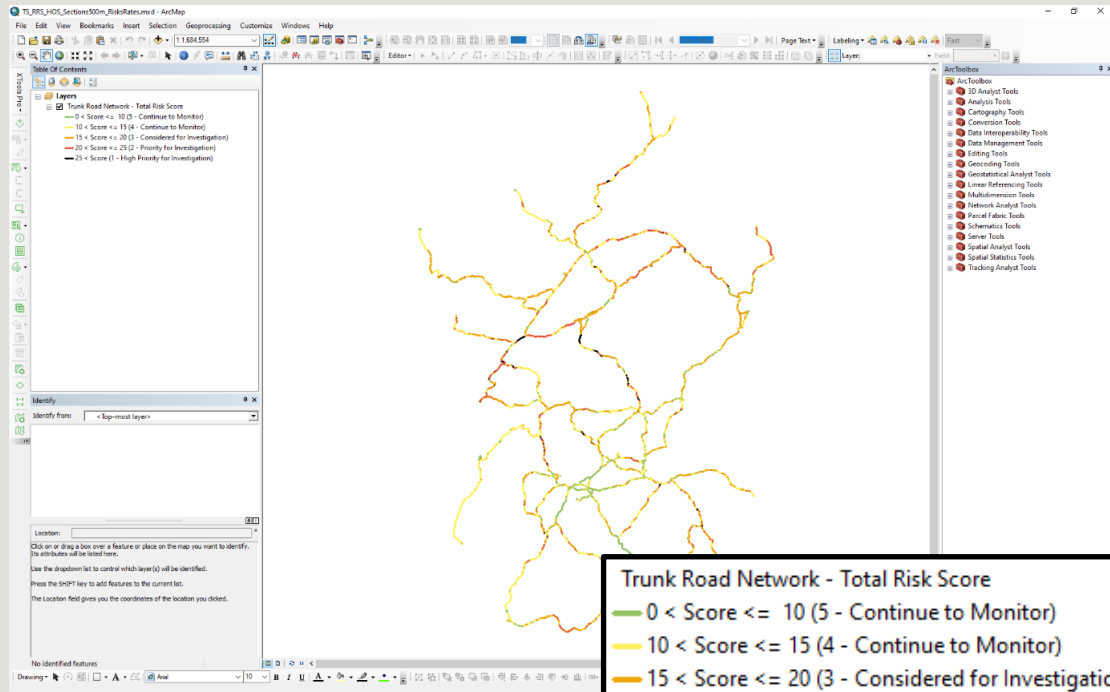 TS_RRS_HOS_Sections500m_RisksRates.mxd - ArcMap
File Edit View Bookmarks Insert Selection Geoprocessing Customize Windows Help
1:1,684,554
Page Text
Labeling
Fast
Editor
Layer:
Table Of Contents
ArcToolbox
XTools Pro
Layers
Trunk Road Network - Total Risk Score
0 < Score <= 10 (5 - Continue to Monitor)
10 < Score <= 15 (4 - Continue to Monitor)
15 < Score <= 20 (3 - Considered for Investigation)
20 < Score <= 25 (2 - Priority for Investigation)
25 < Score (1 - High Priority for Investigation)
ArcToolbox
3D Analyst Tools
Analysis Tools
Cartography Tools
Conversion Tools
Data Interoperability Tools
Data Management Tools
Editing Tools
Geocoding Tools
Geostatistical Analyst Tools
Linear Referencing Tools
Multidimension Tools
Network Analyst Tools
Parcel Fabric Tools
Schematics Tools
Server Tools
Spatial Analyst Tools
Spatial Statistics Tools
Tracking Analyst Tools
Identify
Identify from: <Top-most layer>
Location:
Click on or drag a box over a feature or place on the map you want to identify.
Its attributes will be listed here.
Use the dropdown list to control which layer(s) will be identified.
Press the SHIFT key to add features to the current list.
The Location field gives you the coordinates of the location you clicked.
No identified features
Drawing
Arial
10
B I U A
Trunk Road Network - Total Risk Score
0 < Score <= 10 (5 - Continue to Monitor)
10 < Score <= 15 (4 - Continue to Monitor)
15 < Score <= 20 (3 - Considered for Investigatio